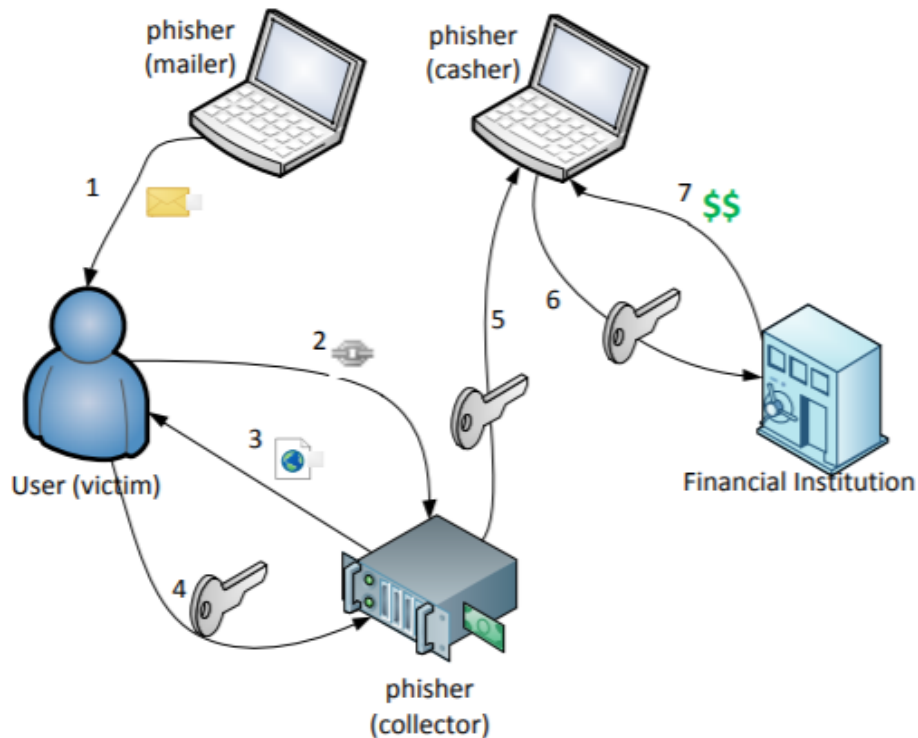 phisher
(mailer)
phisher
(casher)
1
7
$$
2
5
6
3
User (victim)
Financial Institution
4
phisher
(collector)